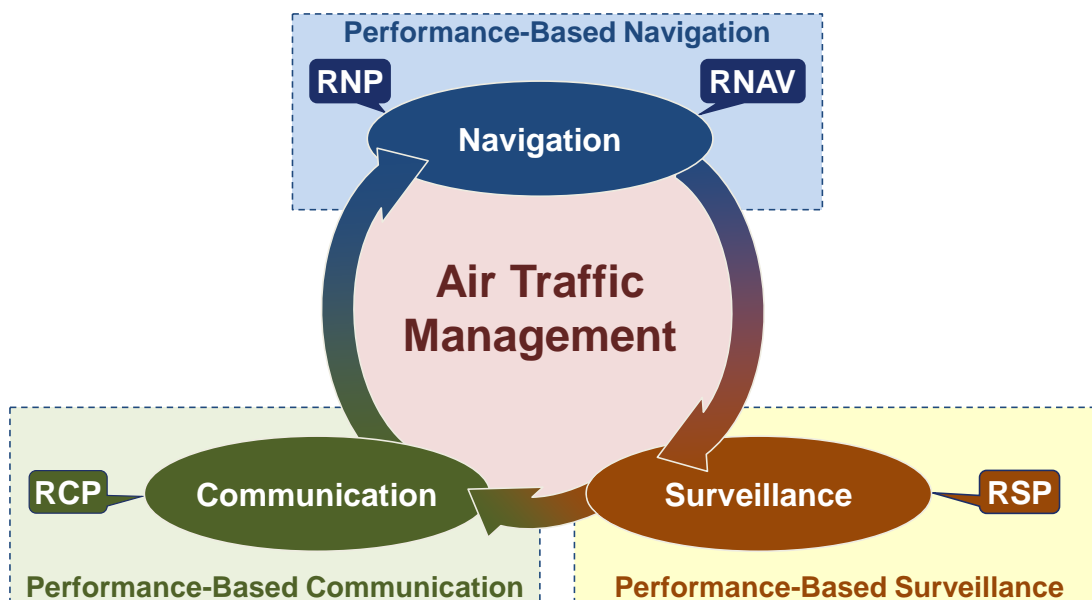 Performance-Based Navigation
RNP
RNAV
Navigation
Air Traffic
Management
RCP
Communication
Surveillance
RSP
Performance-Based Communication
Performance-Based Surveillance